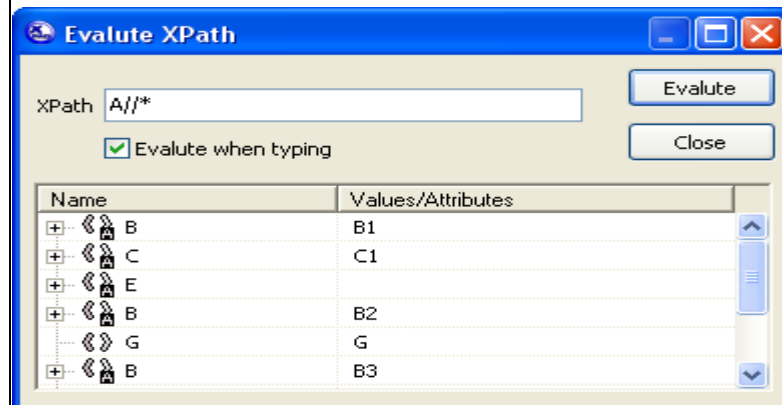 Evalute XPath
XPath A//* Evalute
Evalute when typing Close
Name Values/Attributes
B B1
C C1
E
B B2
G G
B B3